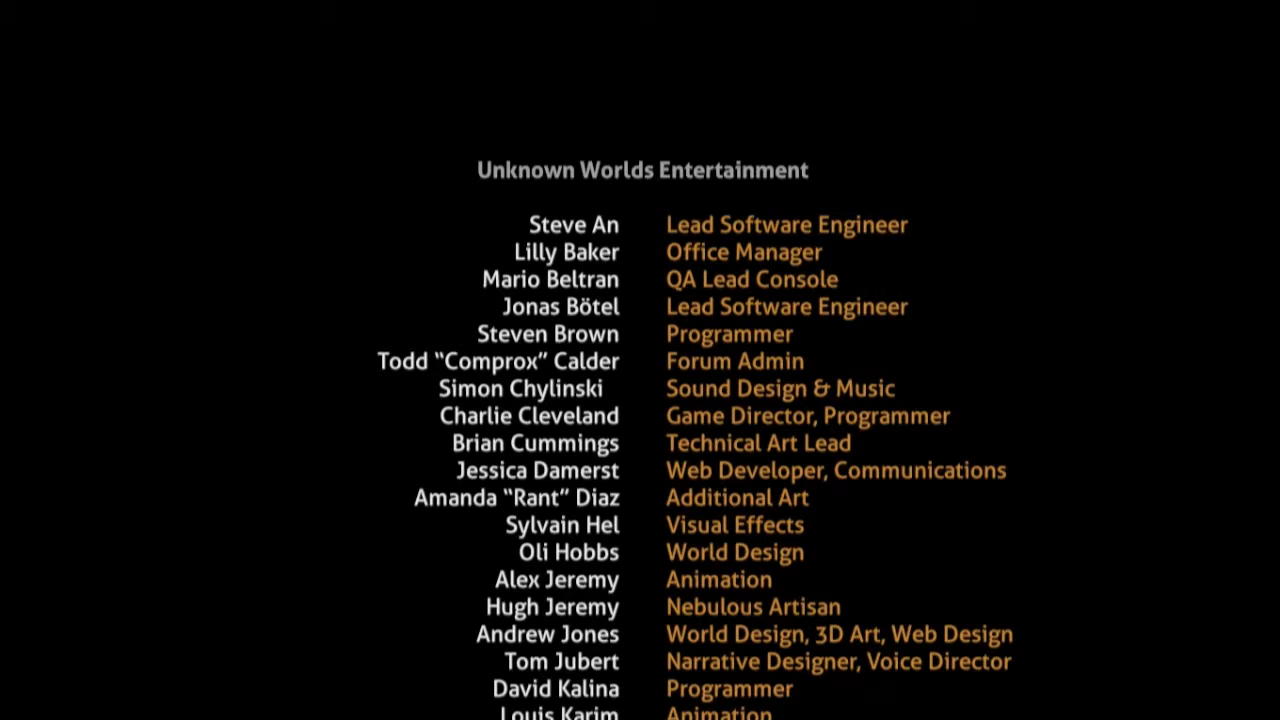 Unknown Worlds Entertainment
Steve An Lead Software Engineer
Lilly Baker Office Manager
Mario Beltran QA Lead Console
Jonas Bötel Lead Software Engineer
Steven Brown Programmer
Todd “Comprox” Calder Forum Admin
Simon Chylinski Sound Design & Music
Charlie Cleveland Game Director, Programmer
Brian Cummings Technical Art Lead
Jessica Damerst Web Developer, Communications
Amanda “Rant” Diaz Additional Art
Sylvain Hel Visual Effects
Oli Hobbs World Design
Alex Jeremy Animation
Hugh Jeremy Nebulous Artisan
Andrew Jones World Design, 3D Art, Web Design
Tom Jubert Narrative Designer, Voice Director
David Kalina Programmer
Louis Karim Animation